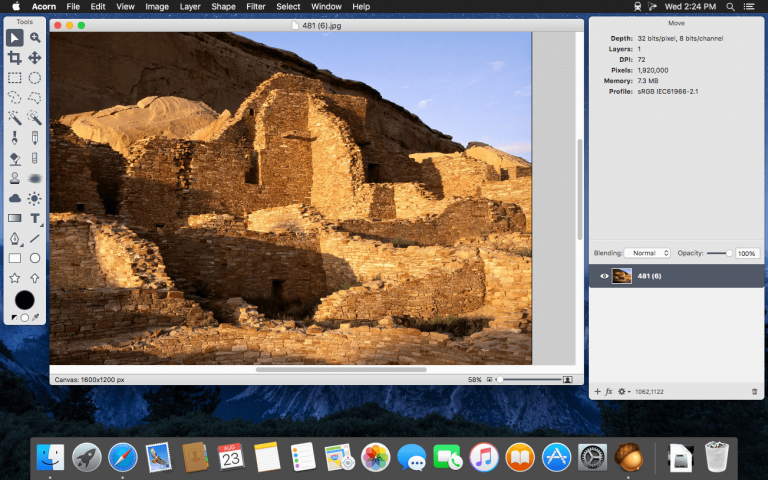 Acorn File Edit View Image Layer Shape Filter Select Window Help Wed 2:24 PM
Tools
481 (6).jpg
Canvas: 1600x1200 px
58%
Move
Depth: 32 bits/pixel, 8 bits/channel
Layers: 1
DPI: 72
Pixels: 1,920,000
Memory: 7.3 MB
Profile: sRGB IEC61966-2.1
Blending: Normal Opacity: 100%
481 (6)
fx 1062,1122
AUG
23